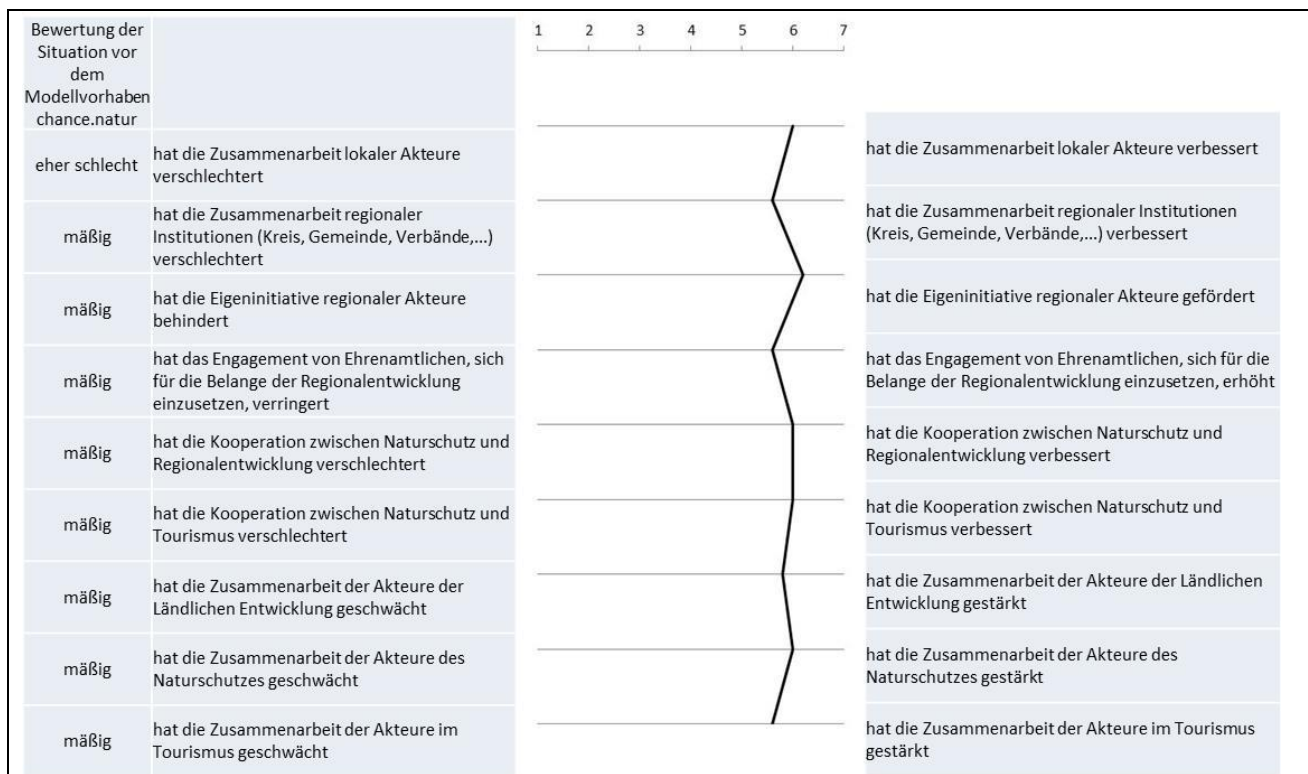 Bewertung der
Situation vor
dem
Modellvorhaben
chance.natur
1 2 3 4 5 6 7
eher schlecht
hat die Zusammenarbeit lokaler Akteure
verschlechtert
hat die Zusammenarbeit lokaler Akteure verbessert
mäßig
hat die Zusammenarbeit regionaler
Institutionen (Kreis, Gemeinde, Verbände,...)
verschlechtert
hat die Zusammenarbeit regionaler Institutionen
(Kreis, Gemeinde, Verbände,...) verbessert
mäßig
hat die Eigeninitiative regionaler Akteure
behindert
hat die Eigeninitiative regionaler Akteure gefördert
mäßig
hat das Engagement von Ehrenamtlichen, sich
für die Belange der Regionalentwicklung
einzusetzen, verringert
hat das Engagement von Ehrenamtlichen, sich für die
Belange der Regionalentwicklung einzusetzen, erhöht
mäßig
hat die Kooperation zwischen Naturschutz und
Regionalentwicklung verschlechtert
hat die Kooperation zwischen Naturschutz und
Regionalentwicklung verbessert
mäßig
hat die Kooperation zwischen Naturschutz und
Tourismus verschlechtert
hat die Kooperation zwischen Naturschutz und
Tourismus verbessert
mäßig
hat die Zusammenarbeit der Akteure der
Ländlichen Entwicklung geschwächt
hat die Zusammenarbeit der Akteure der Ländlichen
Entwicklung gestärkt
mäßig
hat die Zusammenarbeit der Akteure des
Naturschutzes geschwächt
hat die Zusammenarbeit der Akteure des
Naturschutzes gestärkt
mäßig
hat die Zusammenarbeit der Akteure im
Tourismus geschwächt
hat die Zusammenarbeit der Akteure im Tourismus
gestärkt